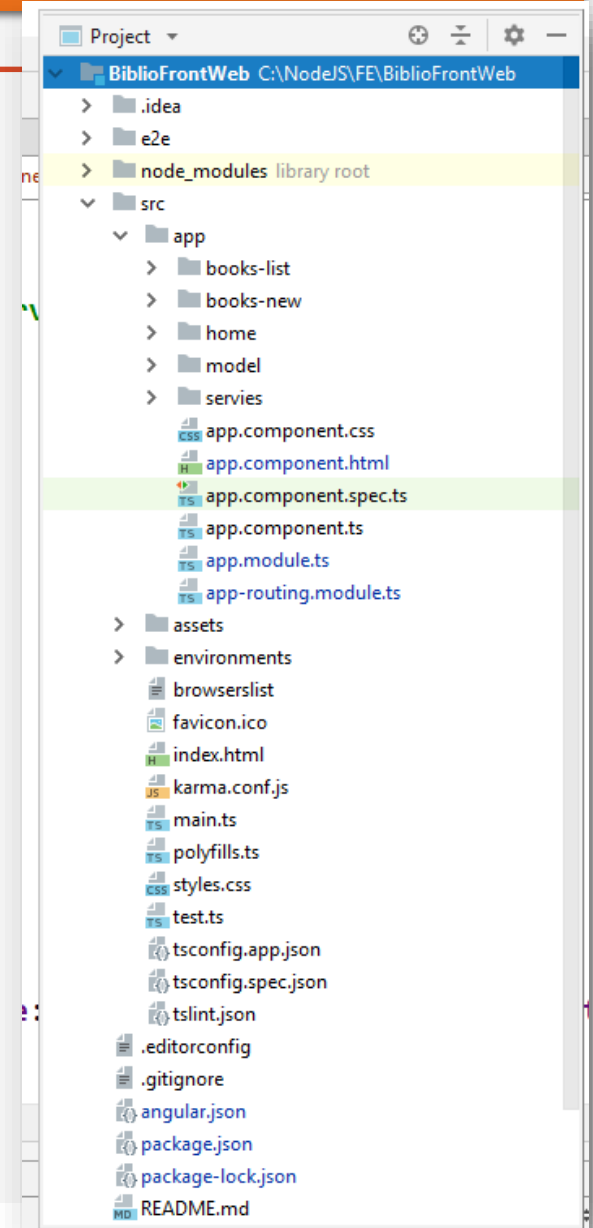 Project
BiblioFrontWeb C:\NodeJS\FE\BiblioFrontWeb
.idea
e2e
node_modules library root
src
app
books-list
books-new
home
model
servies
app.component.css
app.component.html
app.component.spec.ts
app.component.ts
app.module.ts
app-routing.module.ts
assets
environments
browserslist
favicon.ico
index.html
karma.conf.js
main.ts
polyfills.ts
styles.css
test.ts
tsconfig.app.json
tsconfig.spec.json
tslint.json
.editorconfig
.gitignore
angular.json
package.json
package-lock.json
README.md